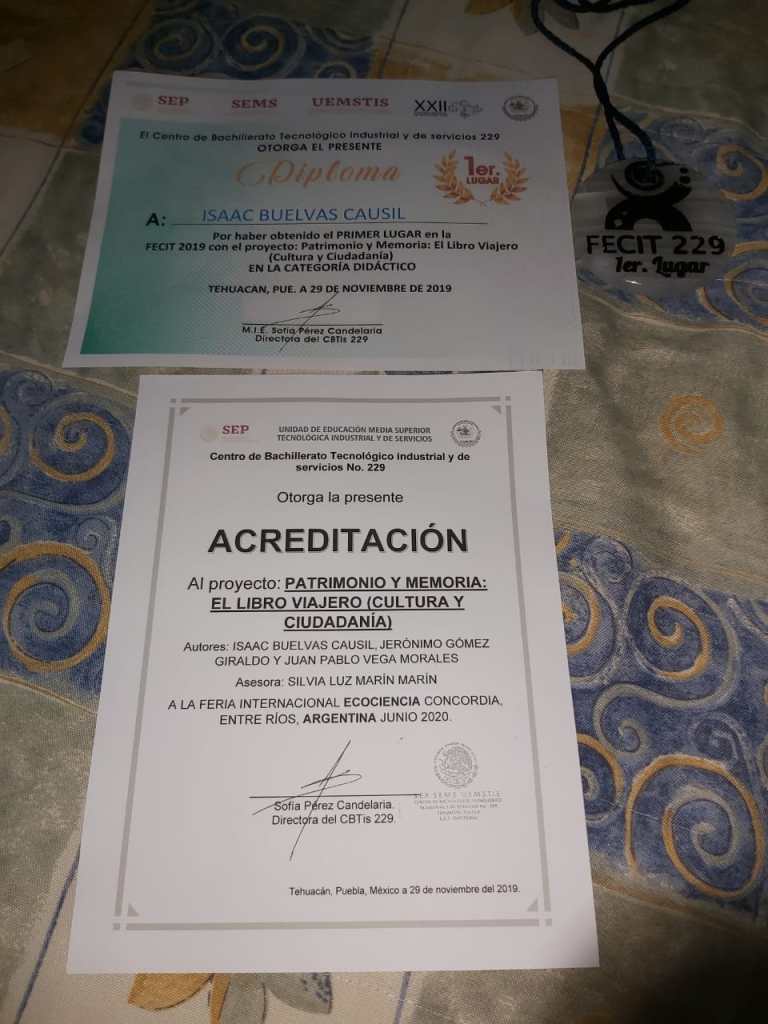 SEP SEMS UEMSTIS XXII
El Centro de Bachillerato Tecnológico industrial y de servicios 229
OTORGA EL PRESENTE
Diploma
1er.
LUGAR
A: ISAAC BUELVAS CAUSIL
Por haber obtenido el PRIMER LUGAR en la
FECIT 2019 con el proyecto: Patrimonio y Memoria: El Libro Viajero
(Cultura y Ciudadanía)
EN LA CATEGORÍA DIDÁCTICO
TEHUACAN, PUE. A 29 DE NOVIEMBRE DE 2019
M.I.E. Sofía Pérez Candelaria
Directora del CBTis 229
FECIT 229
1er. Lugar
SEP
UNIDAD DE EDUCACIÓN MEDIA SUPERIOR
TECNOLÓGICA INDUSTRIAL Y DE SERVICIOS
Centro de Bachillerato Tecnológico industrial y de
servicios No. 229
Otorga la presente
ACREDITACIÓN
Al proyecto: PATRIMONIO Y MEMORIA:
EL LIBRO VIAJERO (CULTURA Y
CIUDADANÍA)
Autores: ISAAC BUELVAS CAUSIL, JERÓNIMO GÓMEZ
GIRALDO Y JUAN PABLO VEGA MORALES
Asesora: SILVIA LUZ MARÍN MARÍN
A LA FERIA INTERNACIONAL ECOCIENCIA CONCORDIA,
ENTRE RÍOS, ARGENTINA JUNIO 2020.
Sofía Pérez Candelaria.
Directora del CBTis 229.
SEP SEMS UEMSTIS
Tehuacán, Puebla, México a 29 de noviembre del 2019.